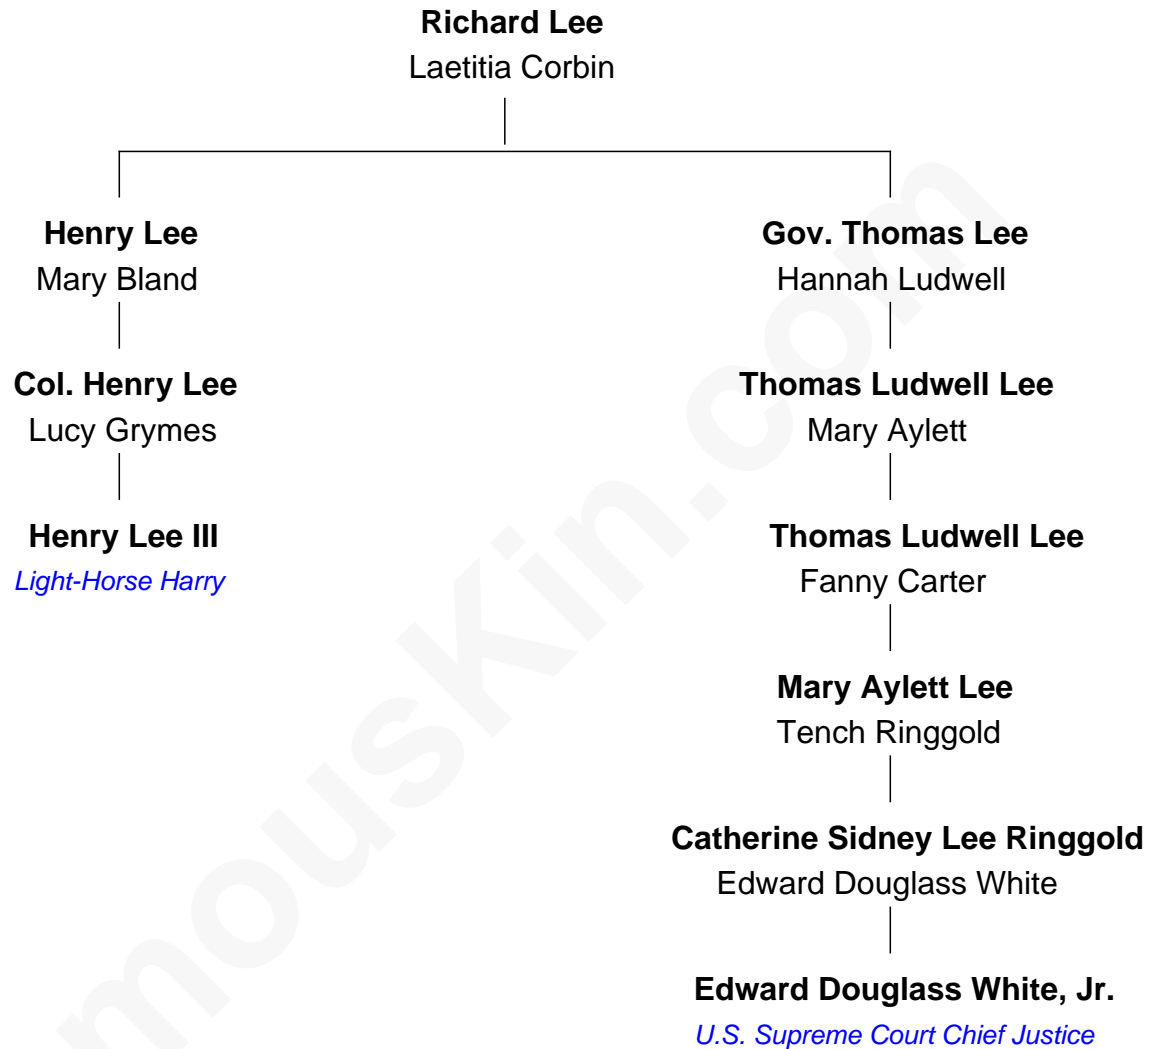 Richard Lee
Laetitia Corbin
Henry Lee
Mary Bland
Gov. Thomas Lee
Hannah Ludwell
Col. Henry Lee
Lucy Grymes
Thomas Ludwell Lee
Mary Aylett
Henry Lee III
Light-Horse Harry
Thomas Ludwell Lee
Fanny Carter
Mary Aylett Lee
Tench Ringgold
Catherine Sidney Lee Ringgold
Edward Douglass White
Edward Douglass White, Jr.
U.S. Supreme Court Chief Justice
mousKin.com